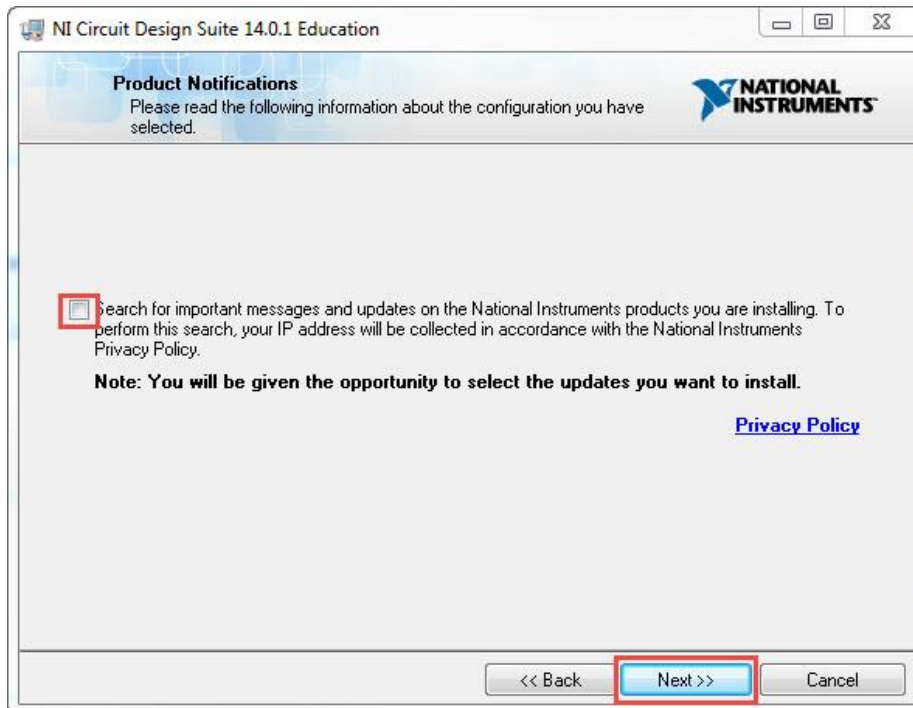 NI Circuit Design Suite 14.0.1 Education
Product Notifications
Please read the following information about the configuration you have
selected.
NATIONAL
INSTRUMENTS™
Search for important messages and updates on the National Instruments products you are installing. To
perform this search, your IP address will be collected in accordance with the National Instruments
Privacy Policy.
Note: You will be given the opportunity to select the updates you want to install.
Privacy Policy
<< Back
Next >>
Cancel